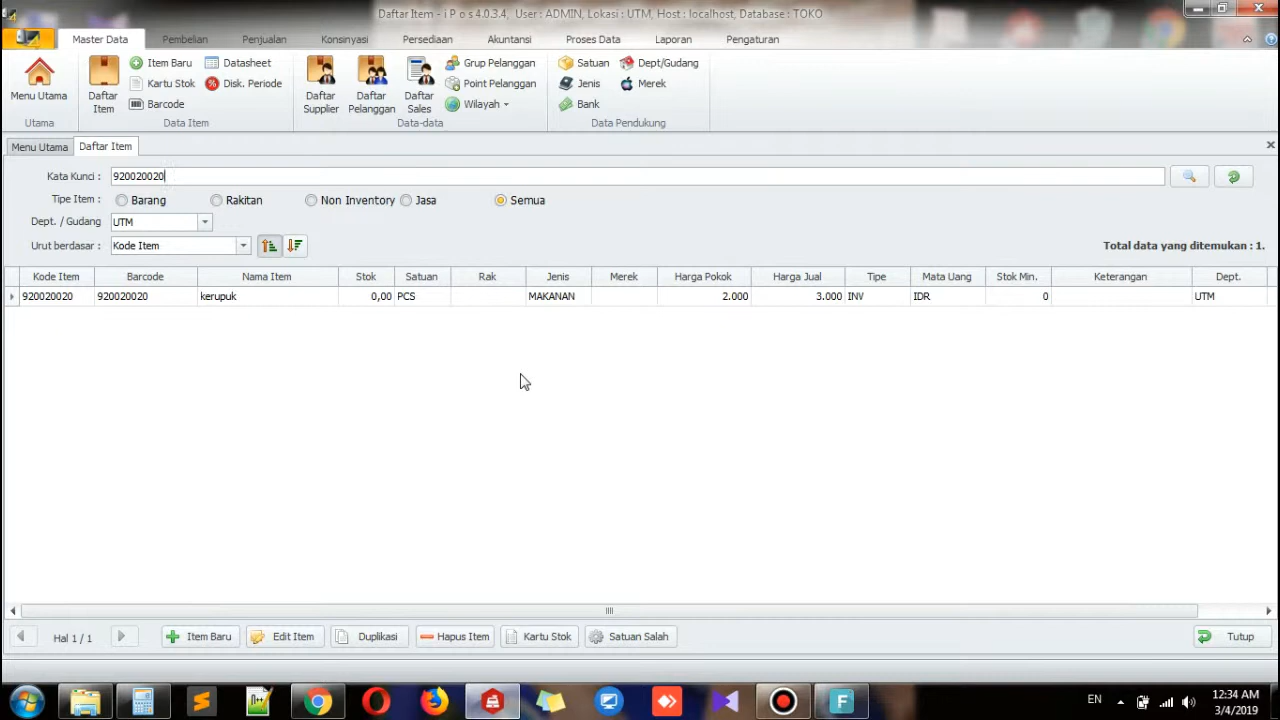 Daftar Item - i P o s 4.0.3.4, User : ADMIN, Lokasi : UTM, Host : localhost, Database : TOKO
Master Data Pembelian Penjualan Konsinyasi Persediaan Akuntansi Proses Data Laporan Pengaturan
Item Baru Datasheet Grup Pelanggan Satuan Dept/Gudang
Kartu Stok Disk. Periode Point Pelanggan Jenis Merek
Menu Utama Daftar Item Barcode Daftar Supplier Daftar Pelanggan Daftar Sales Wilayah Bank
Utama Data Item Data-data Data Pendukung
Menu Utama Daftar Item
Kata Kunci : 920020020
Tipe Item : Barang Rakitan Non Inventory Jasa Semua
Dept. / Gudang UTM
Urut berdasar : Kode Item Total data yang ditemukan : 1.
Kode Item Barcode Nama Item Stok Satuan Rak Jenis Merek Harga Pokok Harga Jual Tipe Mata Uang Stok Min. Keterangan Dept.
920020020 920020020 kerupuk 0,00 PCS MAKANAN 2.000 3.000 INV IDR 0 UTM
Hal 1 / 1 Item Baru Edit Item Duplikasi Hapus Item Kartu Stok Satuan Salah Tutup
EN 12:34 AM
3/4/2019